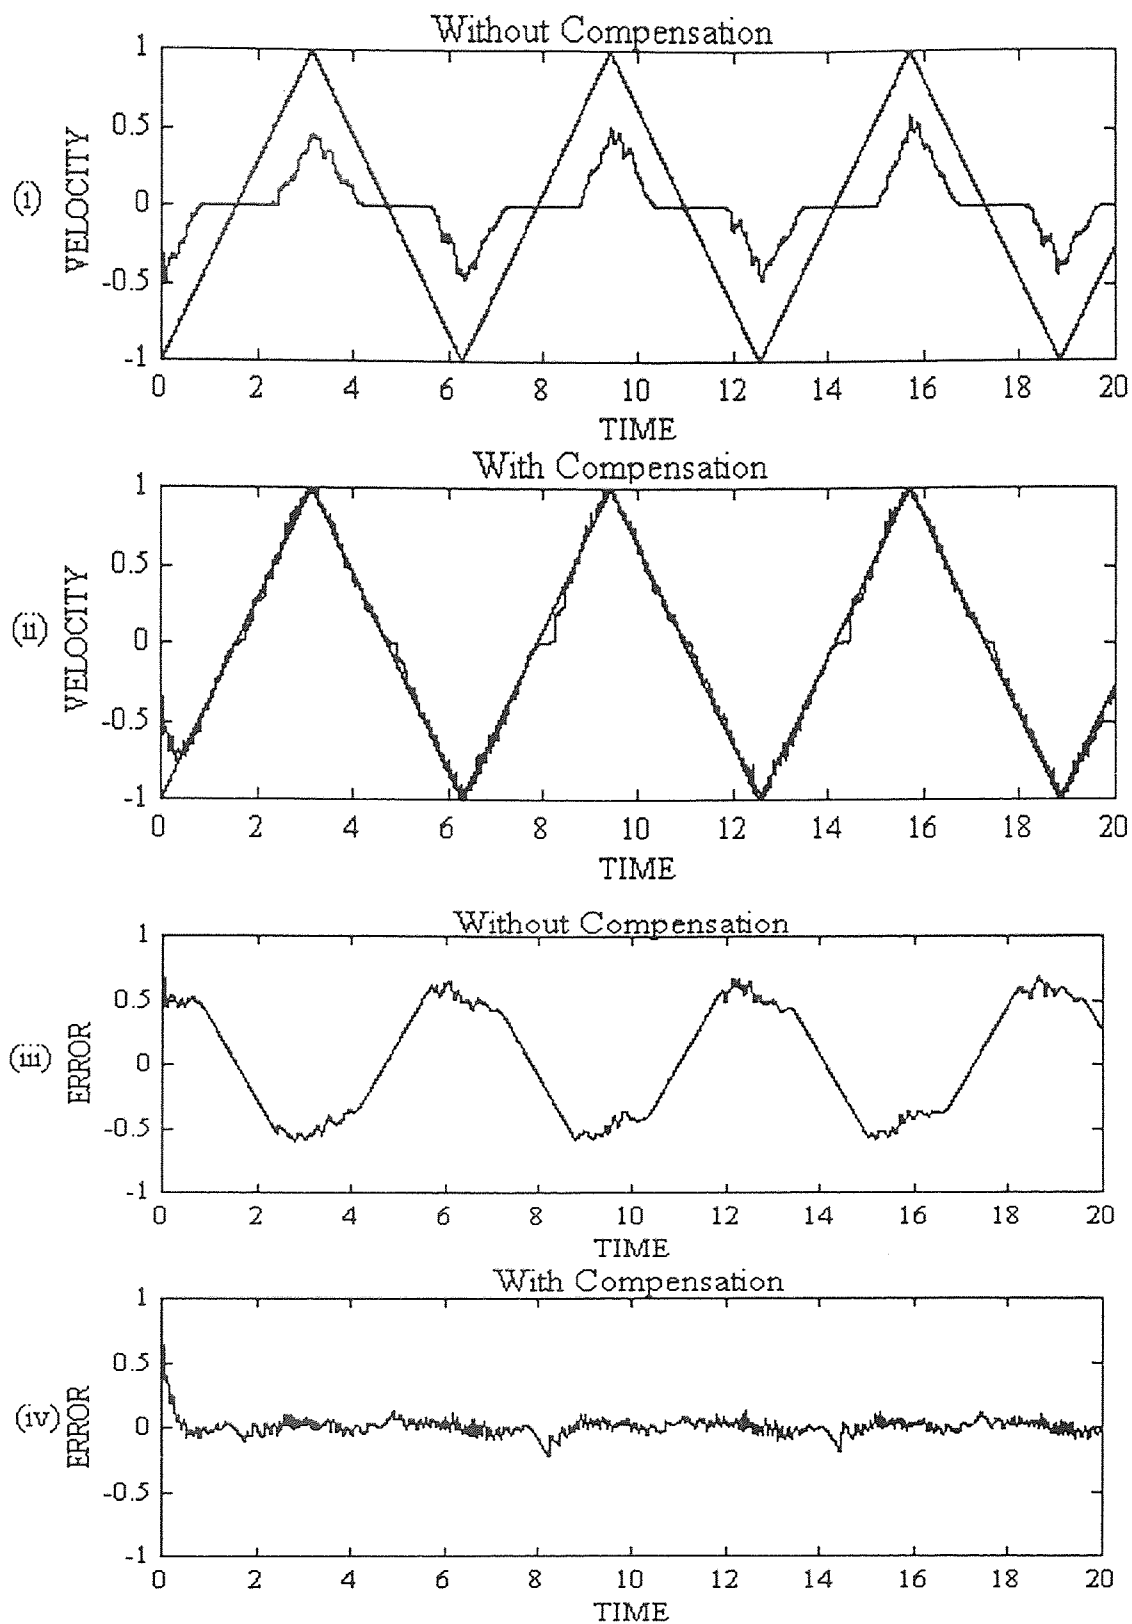 Without Compensation
1
0.5
0
-0.5
-1
(i)
VELOCITY
0 2 4 6 8 10 12 14 16 18 20
TIME
With Compensation
1
0.5
0
-0.5
-1
(ii)
VELOCITY
0 2 4 6 8 10 12 14 16 18 20
TIME
Without Compensation
1
0.5
0
-0.5
-1
(iii)
ERROR
0 2 4 6 8 10 12 14 16 18 20
TIME
With Compensation
1
0.5
0
-0.5
-1
(iv)
ERROR
0 2 4 6 8 10 12 14 16 18 20
TIME